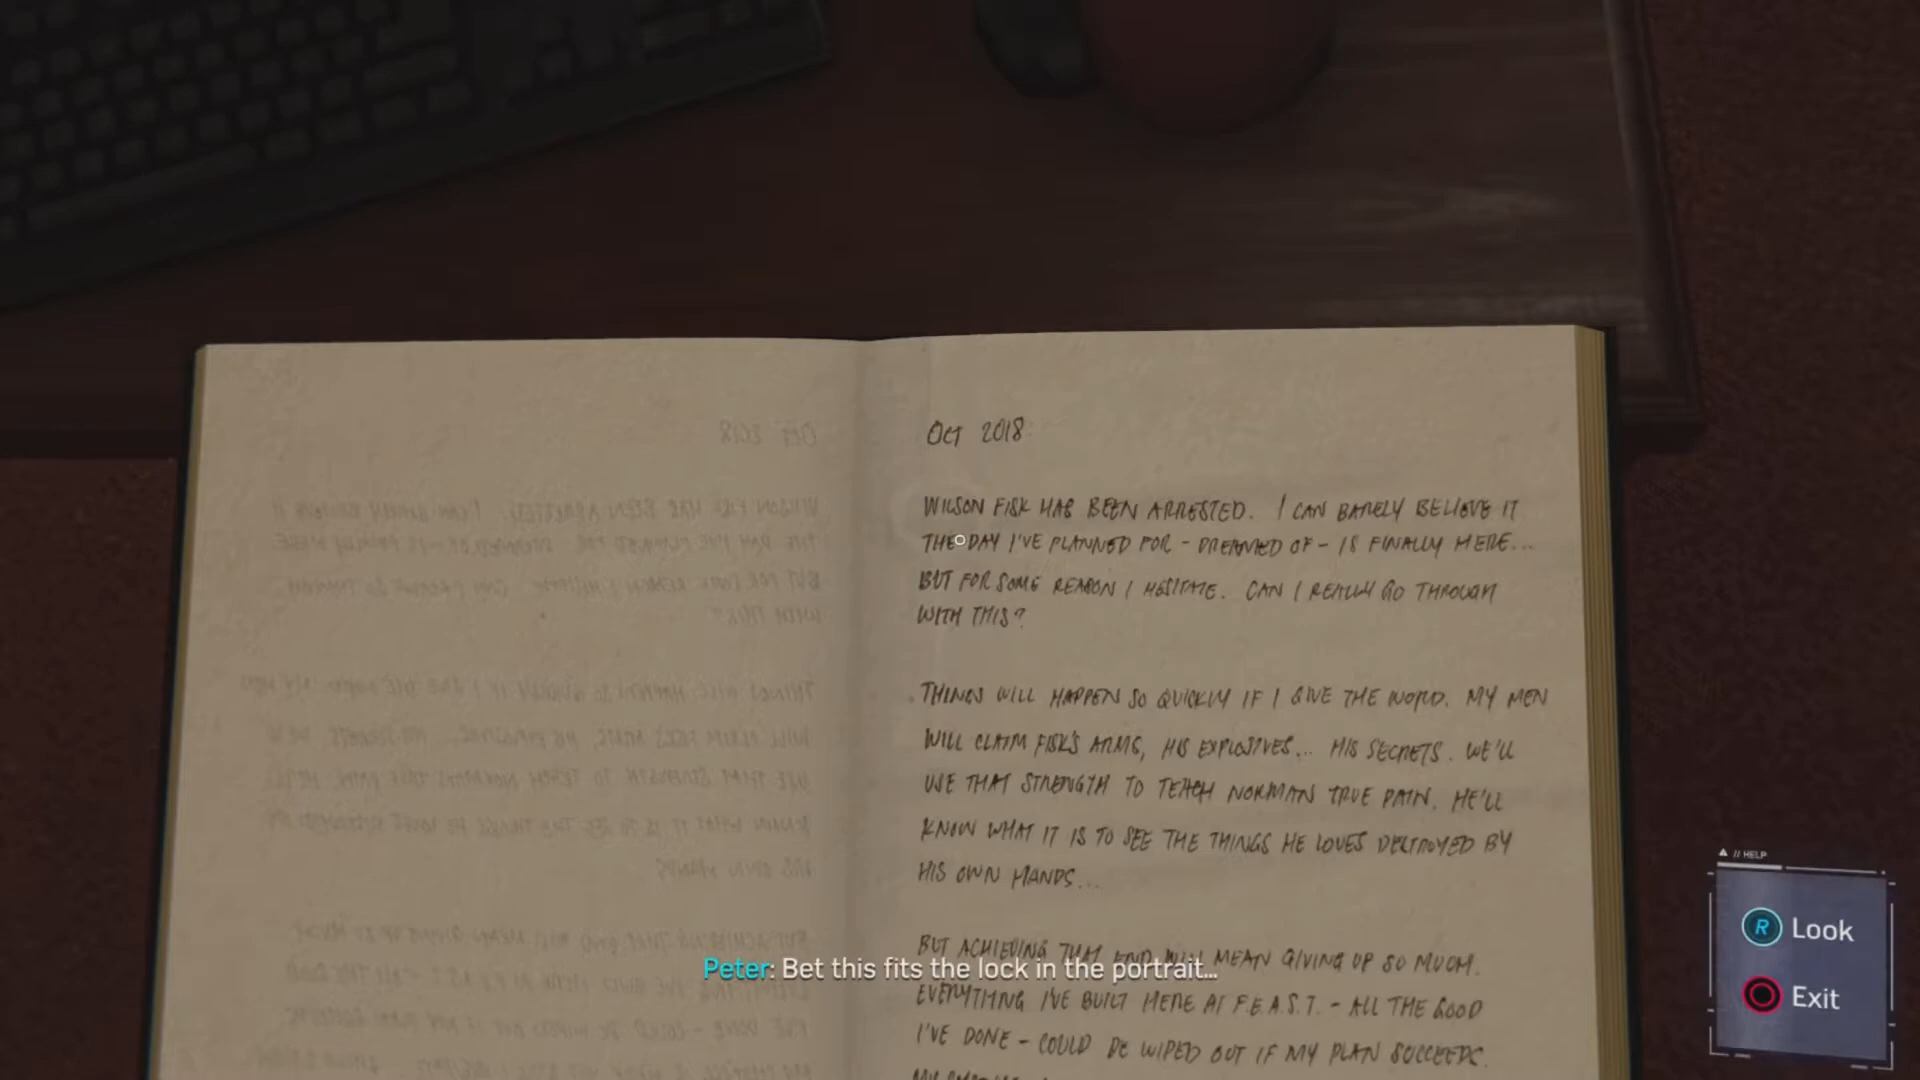 Oct 2018
WILSON FISK HAS BEEN ARRESTED. I CAN BARELY BELIEVE IT
THE DAY I'VE PLANNED FOR - DREAMED OF - IS FINALLY HERE...
BUT FOR SOME REASON I HESITATE. CAN I REALLY GO THROUGH
WITH THIS?
THINGS WILL HAPPEN SO QUICKLY IF I GIVE THE WORD. MY MEN
WILL CLAIM FISK'S ARMS, HIS EXPLOSIVES... HIS SECRETS. WE'LL
USE THAT STRENGTH TO TEACH NORMAN TRUE PAIN. HE'LL
KNOW WHAT IT IS TO SEE THE THINGS HE LOVES DESTROYED BY
HIS OWN HANDS...
BUT ACHIEVING THAT END WILL MEAN GIVING UP SO MUCH.
Peter: Bet this fits the lock in the portrait...
EVERYTHING I'VE BUILT HERE AT F.E.A.S.T. - ALL THE GOOD
I'VE DONE - COULD BE WIPED OUT IF MY PLAN SUCCEEDS.
// HELP
R Look
Exit